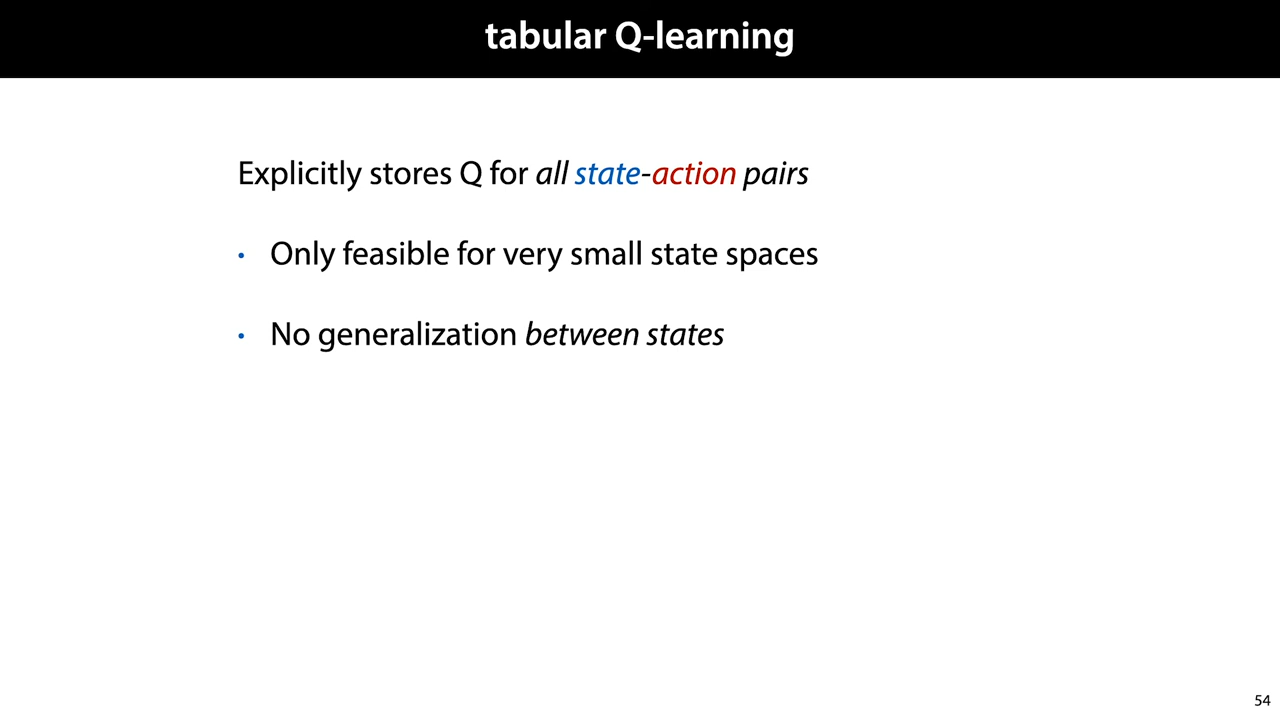 tabular Q-learning
Explicitly stores Q for all state-action pairs
• Only feasible for very small state spaces
• No generalization between states
54